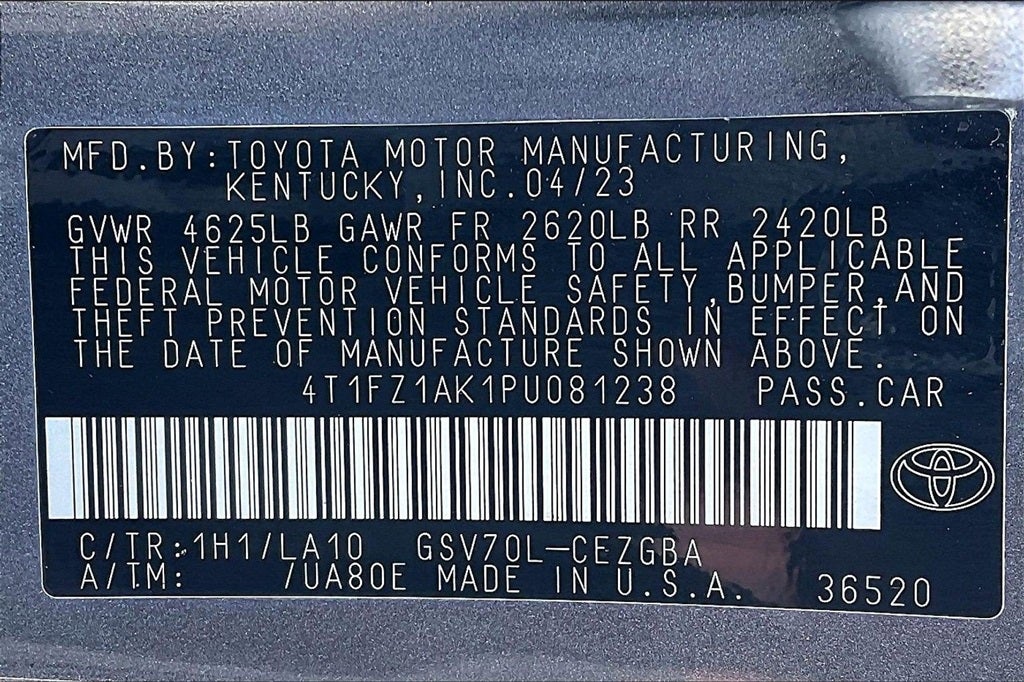 MFD.BY:TOYOTA MOTOR MANUFACTURING,
KENTUCKY, INC.04/23
GVWR 4625LB GAWR FR 2620LB RR 2420LB
THIS VEHICLE CONFORMS TO ALL APPLICABLE
FEDERAL MOTOR VEHICLE SAFETY,BUMPER,AND
THEFT PREVENTION STANDARDS IN EFFECT ON
THE DATE OF MANUFACTURE SHOWN ABOVE.
4T1FZ1AK1PU081238 PASS.CAR
C/TR:1H1/LA10 GSV70L-CEZGBA
A/TM: /UA80E MADE IN U.S.A. 36520